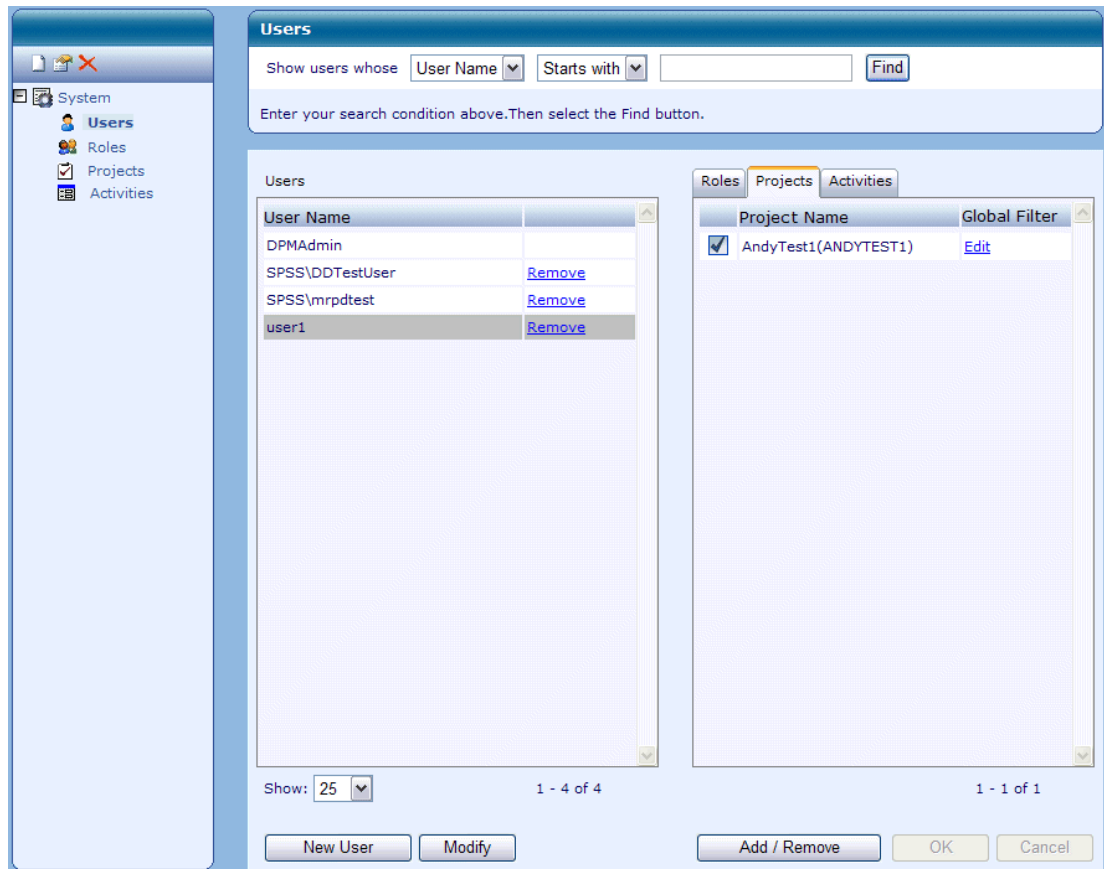 System
Users
Roles
Projects
Activities
Users
Show users whose User Name Starts with Find
Enter your search condition above.Then select the Find button.
Users
User Name
DPMAdmin
SPSS\DDTestUser Remove
SPSS\mrpdtest Remove
user1 Remove
Show: 25 1 - 4 of 4
New User Modify
Roles Projects Activities
Project Name Global Filter
AndyTest1(ANDYTEST1) Edit
1 - 1 of 1
Add / Remove OK Cancel